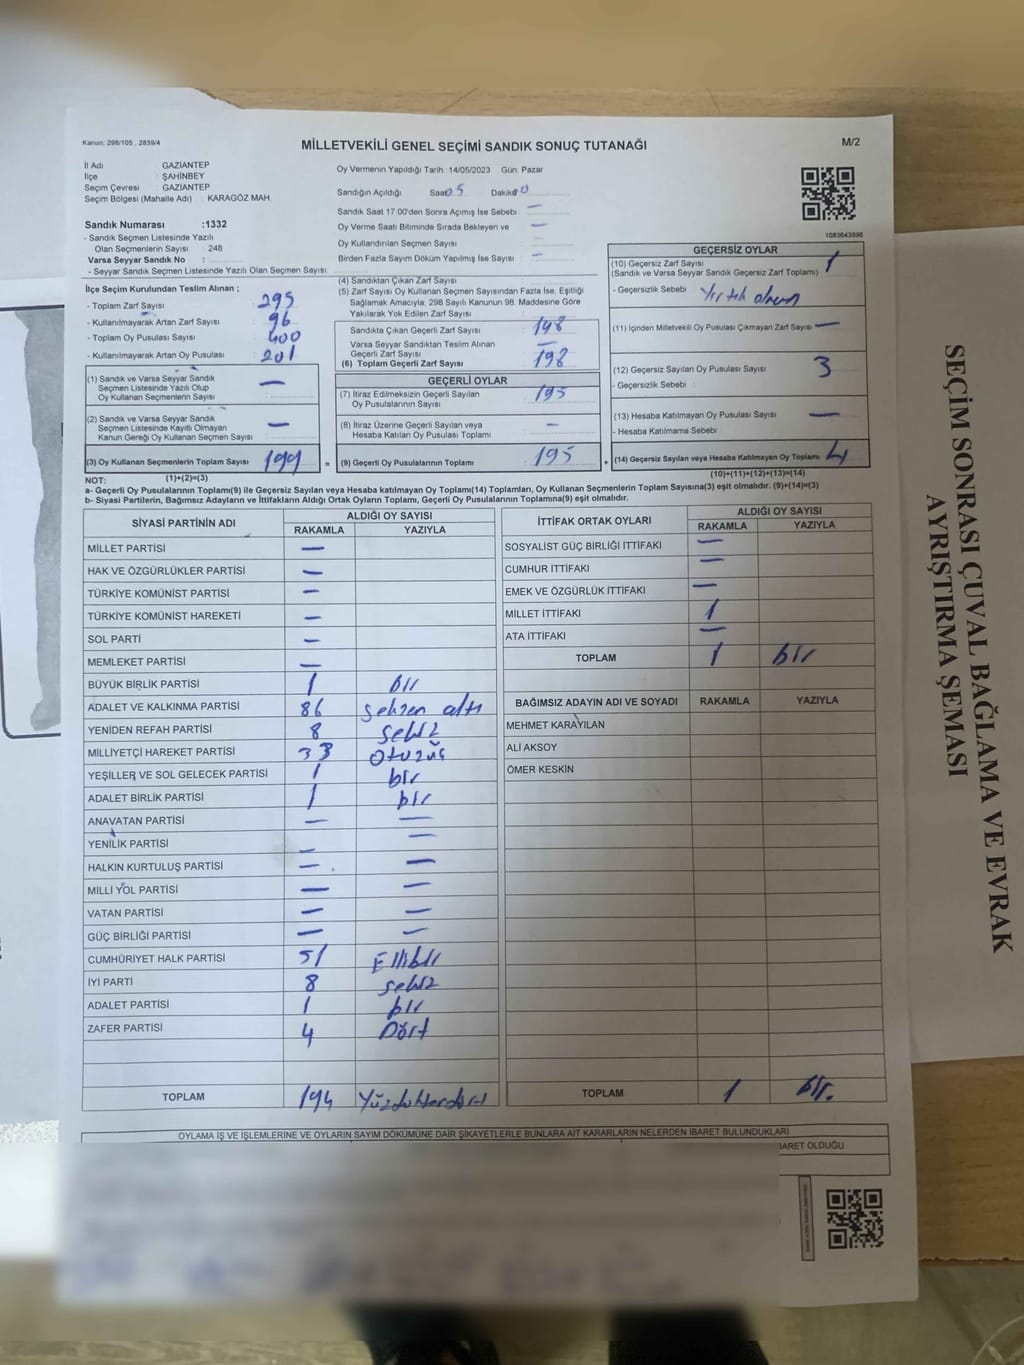 Kanun: 298/105 , 2839/4
MİLLETVEKİLİ GENEL SEÇİMİ SANDIK SONUÇ TUTANAĞI
M/2
İl Adı GAZİANTEP
İlçe ŞAHİNBEY
Seçim Çevresi GAZİANTEP
Seçim Bölgesi (Mahalle Adı) : KARAGÖZ MAH.
Oy Vermenin Yapıldığı Tarih :14/05/2023 Gün: Pazar
Sandığın Açıldığı Saat 05 Dakika 0
Sandık Saat 17:00'den Sonra Açımış İse Sebebi —
Oy Verme Saati Bitiminde Sırada Bekleyen ve —
Oy Kullandırılan Seçmen Sayısı :
Birden Fazla Sayım Döküm Yapılmış İse Sayısı : —
Sandık Numarası :1332
- Sandık Seçmen Listesinde Yazılı
Olan Seçmenlerin Sayısı : 248
Varsa Seyyar Sandık No :
- Seyyar Sandık Seçmen Listesinde Yazılı Olan Seçmen Sayısı:
İlçe Seçim Kurulundan Teslim Alınan ;
- Toplam Zarf Sayısı 295
- Kullanılmayarak Artan Zarf Sayısı : 96
- Toplam Oy Pusulası Sayısı : 400
- Kullanılmayarak Artan Oy Pusulası : 201
(1) Sandık ve Varsa Seyyar Sandık
Seçmen Listesinde Yazılı Olup
Oy Kullanan Seçmenlerin Sayısı : —
(2) Sandık ve Varsa Seyyar Sandık
Seçmen Listesinde Kayıtlı Olmayan
Kanun Gereği Oy Kullanan Seçmen Sayısı —
(3) Oy Kullanan Seçmenlerin Toplam Sayısı 199
(1)+(2)=(3)
(4) Sandıktan Çıkan Zarf Sayısı
(5) Zarf Sayısı Oy Kullanan Seçmen Sayısından Fazla İse, Eşitliği
Sağlamak Amacıyla, 298 Sayılı Kanunun 98. Maddesine Göre
Yakılarak Yok Edilen Zarf Sayısı
Sandıkta Çıkan Geçerli Zarf Sayısı : 198
Varsa Seyyar Sandıktan Teslim Alınan —
Geçerli Zarf Sayısı
(6) Toplam Geçerli Zarf Sayısı 198
GEÇERLİ OYLAR
(7) İtiraz Edilmeksizin Geçerli Sayılan 195
Oy Pusulalarının Sayısı
(8) İtiraz Üzerine Geçerli Sayılan veya —
Hesaba Katılan Oy Pusulası Toplamı
= (9) Geçerli Oy Pusulalarının Toplamı 195 +
1083643696
GEÇERSİZ OYLAR
(10) Geçersiz Zarf Sayısı 1
(Sandık ve Varsa Seyyar Sandık Geçersiz Zarf Toplamı)
- Geçersizlik Sebebi : Yırtık olması
(11) İçinden Milletvekili Oy Pusulası Çıkmayan Zarf Sayısı —
(12) Geçersiz Sayılan Oy Pusulası Sayısı 3
- Geçersizlik Sebebi :
(13) Hesaba Katılmayan Oy Pusulası Sayısı —
- Hesaba Katılmama Sebebi
(14) Geçersiz Sayılan veya Hesaba Katılmayan Oy Toplamı 4
(10)+(11)+(12)+(13)=(14)
NOT:
a- Geçerli Oy Pusulalarının Toplamı(9) ile Geçersiz Sayılan veya Hesaba katılmayan Oy Toplamı(14) Toplamları, Oy Kullanan Seçmenlerin Toplam Sayısına(3) eşit olmalıdır. (9)+(14)=(3)
b- Siyasi Partilerin, Bağımsız Adayların ve İttifakların Aldığı Ortak Oyların Toplamı, Geçerli Oy Pusulalarının Toplamına(9) eşit olmalıdır.
SİYASİ PARTİNİN ADI ALDIĞI OY SAYISI
RAKAMLA YAZIYLA
MİLLET PARTİSİ —
HAK VE ÖZGÜRLÜKLER PARTİSİ —
TÜRKİYE KOMÜNİST PARTİSİ —
TÜRKİYE KOMÜNİST HAREKETİ —
SOL PARTİ —
MEMLEKET PARTİSİ —
BÜYÜK BİRLİK PARTİSİ 1 bir
ADALET VE KALKINMA PARTİSİ 86 seksen altı
YENİDEN REFAH PARTİSİ 8 sekiz
MİLLİYETÇİ HAREKET PARTİSİ 33 otuzüç
YEŞİLLER VE SOL GELECEK PARTİSİ 1 bir
ADALET BİRLİK PARTİSİ 1 bir
ANAVATAN PARTİSİ — —
YENİLİK PARTİSİ — —
HALKIN KURTULUŞ PARTİSİ — —
MİLLİ YOL PARTİSİ — —
VATAN PARTİSİ — —
GÜÇ BİRLİĞİ PARTİSİ — —
CUMHURİYET HALK PARTİSİ 51 Ellibir
İYİ PARTİ 8 sekiz
ADALET PARTİSİ 1 bir
ZAFER PARTİSİ 4 Dört
TOPLAM 194 Yüzdoksandört
İTTİFAK ORTAK OYLARI ALDIĞI OY SAYISI
RAKAMLA YAZIYLA
SOSYALİST GÜÇ BİRLİĞİ İTTİFAKI —
CUMHUR İTTİFAKI —
EMEK VE ÖZGÜRLÜK İTTİFAKI —
MİLLET İTTİFAKI 1
ATA İTTİFAKI —
TOPLAM 1 bir
BAĞIMSIZ ADAYIN ADI VE SOYADI RAKAMLA YAZIYLA
MEHMET KARAYILAN
ALİ AKSOY
ÖMER KESKİN
TOPLAM 1 bir.
OYLAMA İŞ VE İŞLEMLERİNE VE OYLARIN SAYIM DÖKÜMÜNE DAİR ŞİKAYETLERLE BUNLARA AİT KARARLARIN NELERDEN İBARET BULUNDUKLARI
BARET OLDUĞU
SEÇİM SONRASI ÇUVAL BAĞLAMA VE EVRAK
AYRIŞTIRMA ŞEMASI